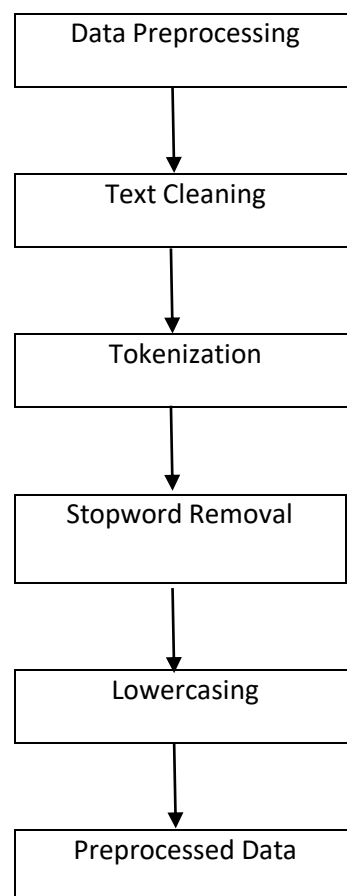 Data Preprocessing
Text Cleaning
Tokenization
Stopword Removal
Lowercasing
Preprocessed Data